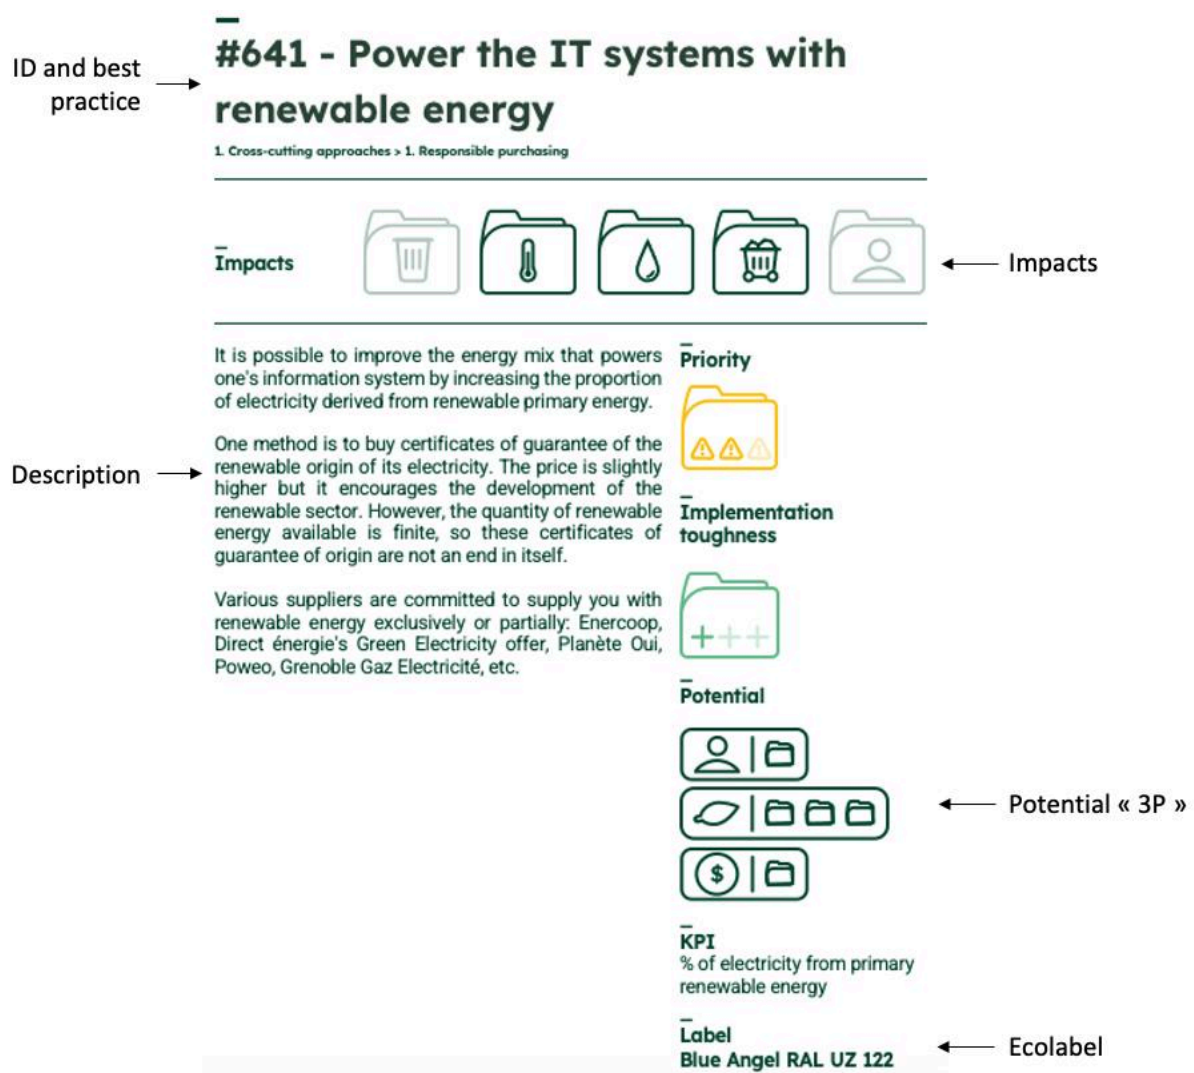 ID and best
practice
#641 - Power the IT systems with
renewable energy
1. Cross-cutting approaches > 1. Responsible purchasing
Impacts
Impacts
It is possible to improve the energy mix that powers
one's information system by increasing the proportion
of electricity derived from renewable primary energy.
One method is to buy certificates of guarantee of the
renewable origin of its electricity. The price is slightly
higher but it encourages the development of the
renewable sector. However, the quantity of renewable
energy available is finite, so these certificates of
guarantee of origin are not an end in itself.
Various suppliers are committed to supply you with
renewable energy exclusively or partially: Enercoop,
Direct énergie's Green Electricity offer, Planète Oui,
Poweo, Grenoble Gaz Electricité, etc.
Description
Priority
Implementation
toughness
Potential
$
Potential « 3P »
KPI
% of electricity from primary
renewable energy
Label
Blue Angel RAL UZ 122
Ecolabel